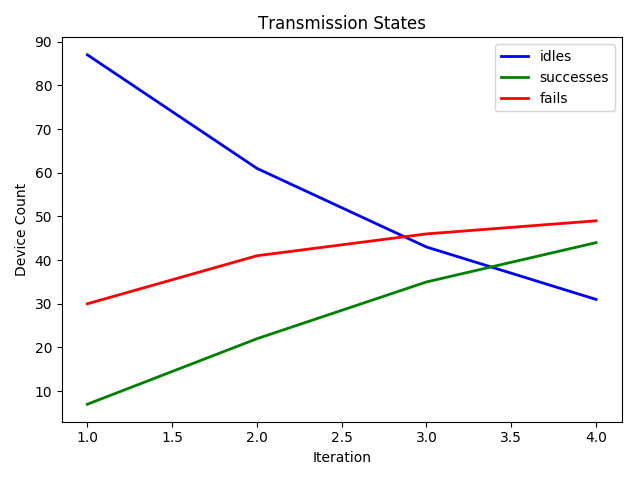 Transmission States
90
80
70
60
50
40
30
20
10
Device Count
idles
successes
fails
1.0 1.5 2.0 2.5 3.0 3.5 4.0
Iteration